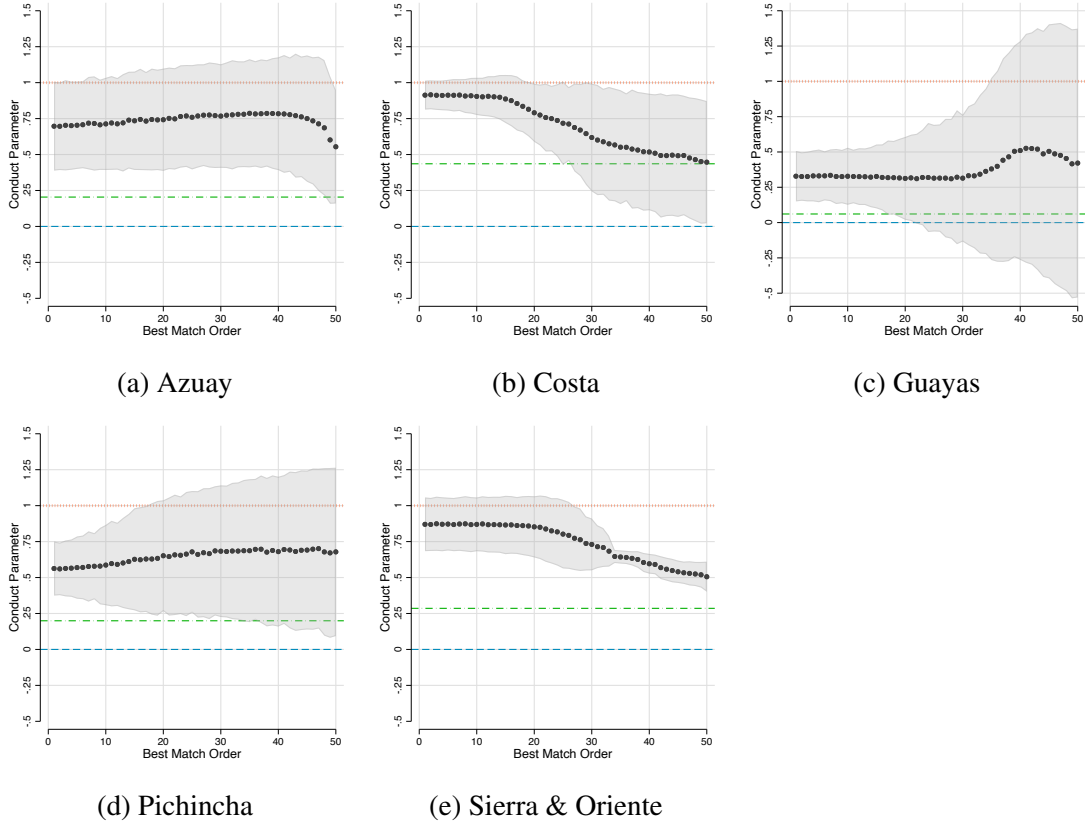 Conduct Parameter
1.5
1.25
1
.75
.5
.25
0
-.25
-.5
0 10 20 30 40 50
Best Match Order
(a) Azuay
Conduct Parameter
1.5
1.25
1
.75
.5
.25
0
-.25
-.5
0 10 20 30 40 50
Best Match Order
(b) Costa
Conduct Parameter
1.5
1.25
1
.75
.5
.25
0
-.25
-.5
0 10 20 30 40 50
Best Match Order
(c) Guayas
Conduct Parameter
1.5
1.25
1
.75
.5
.25
0
-.25
-.5
0 10 20 30 40 50
Best Match Order
(d) Pichincha
Conduct Parameter
1.5
1.25
1
.75
.5
.25
0
-.25
-.5
0 10 20 30 40 50
Best Match Order
(e) Sierra & Oriente